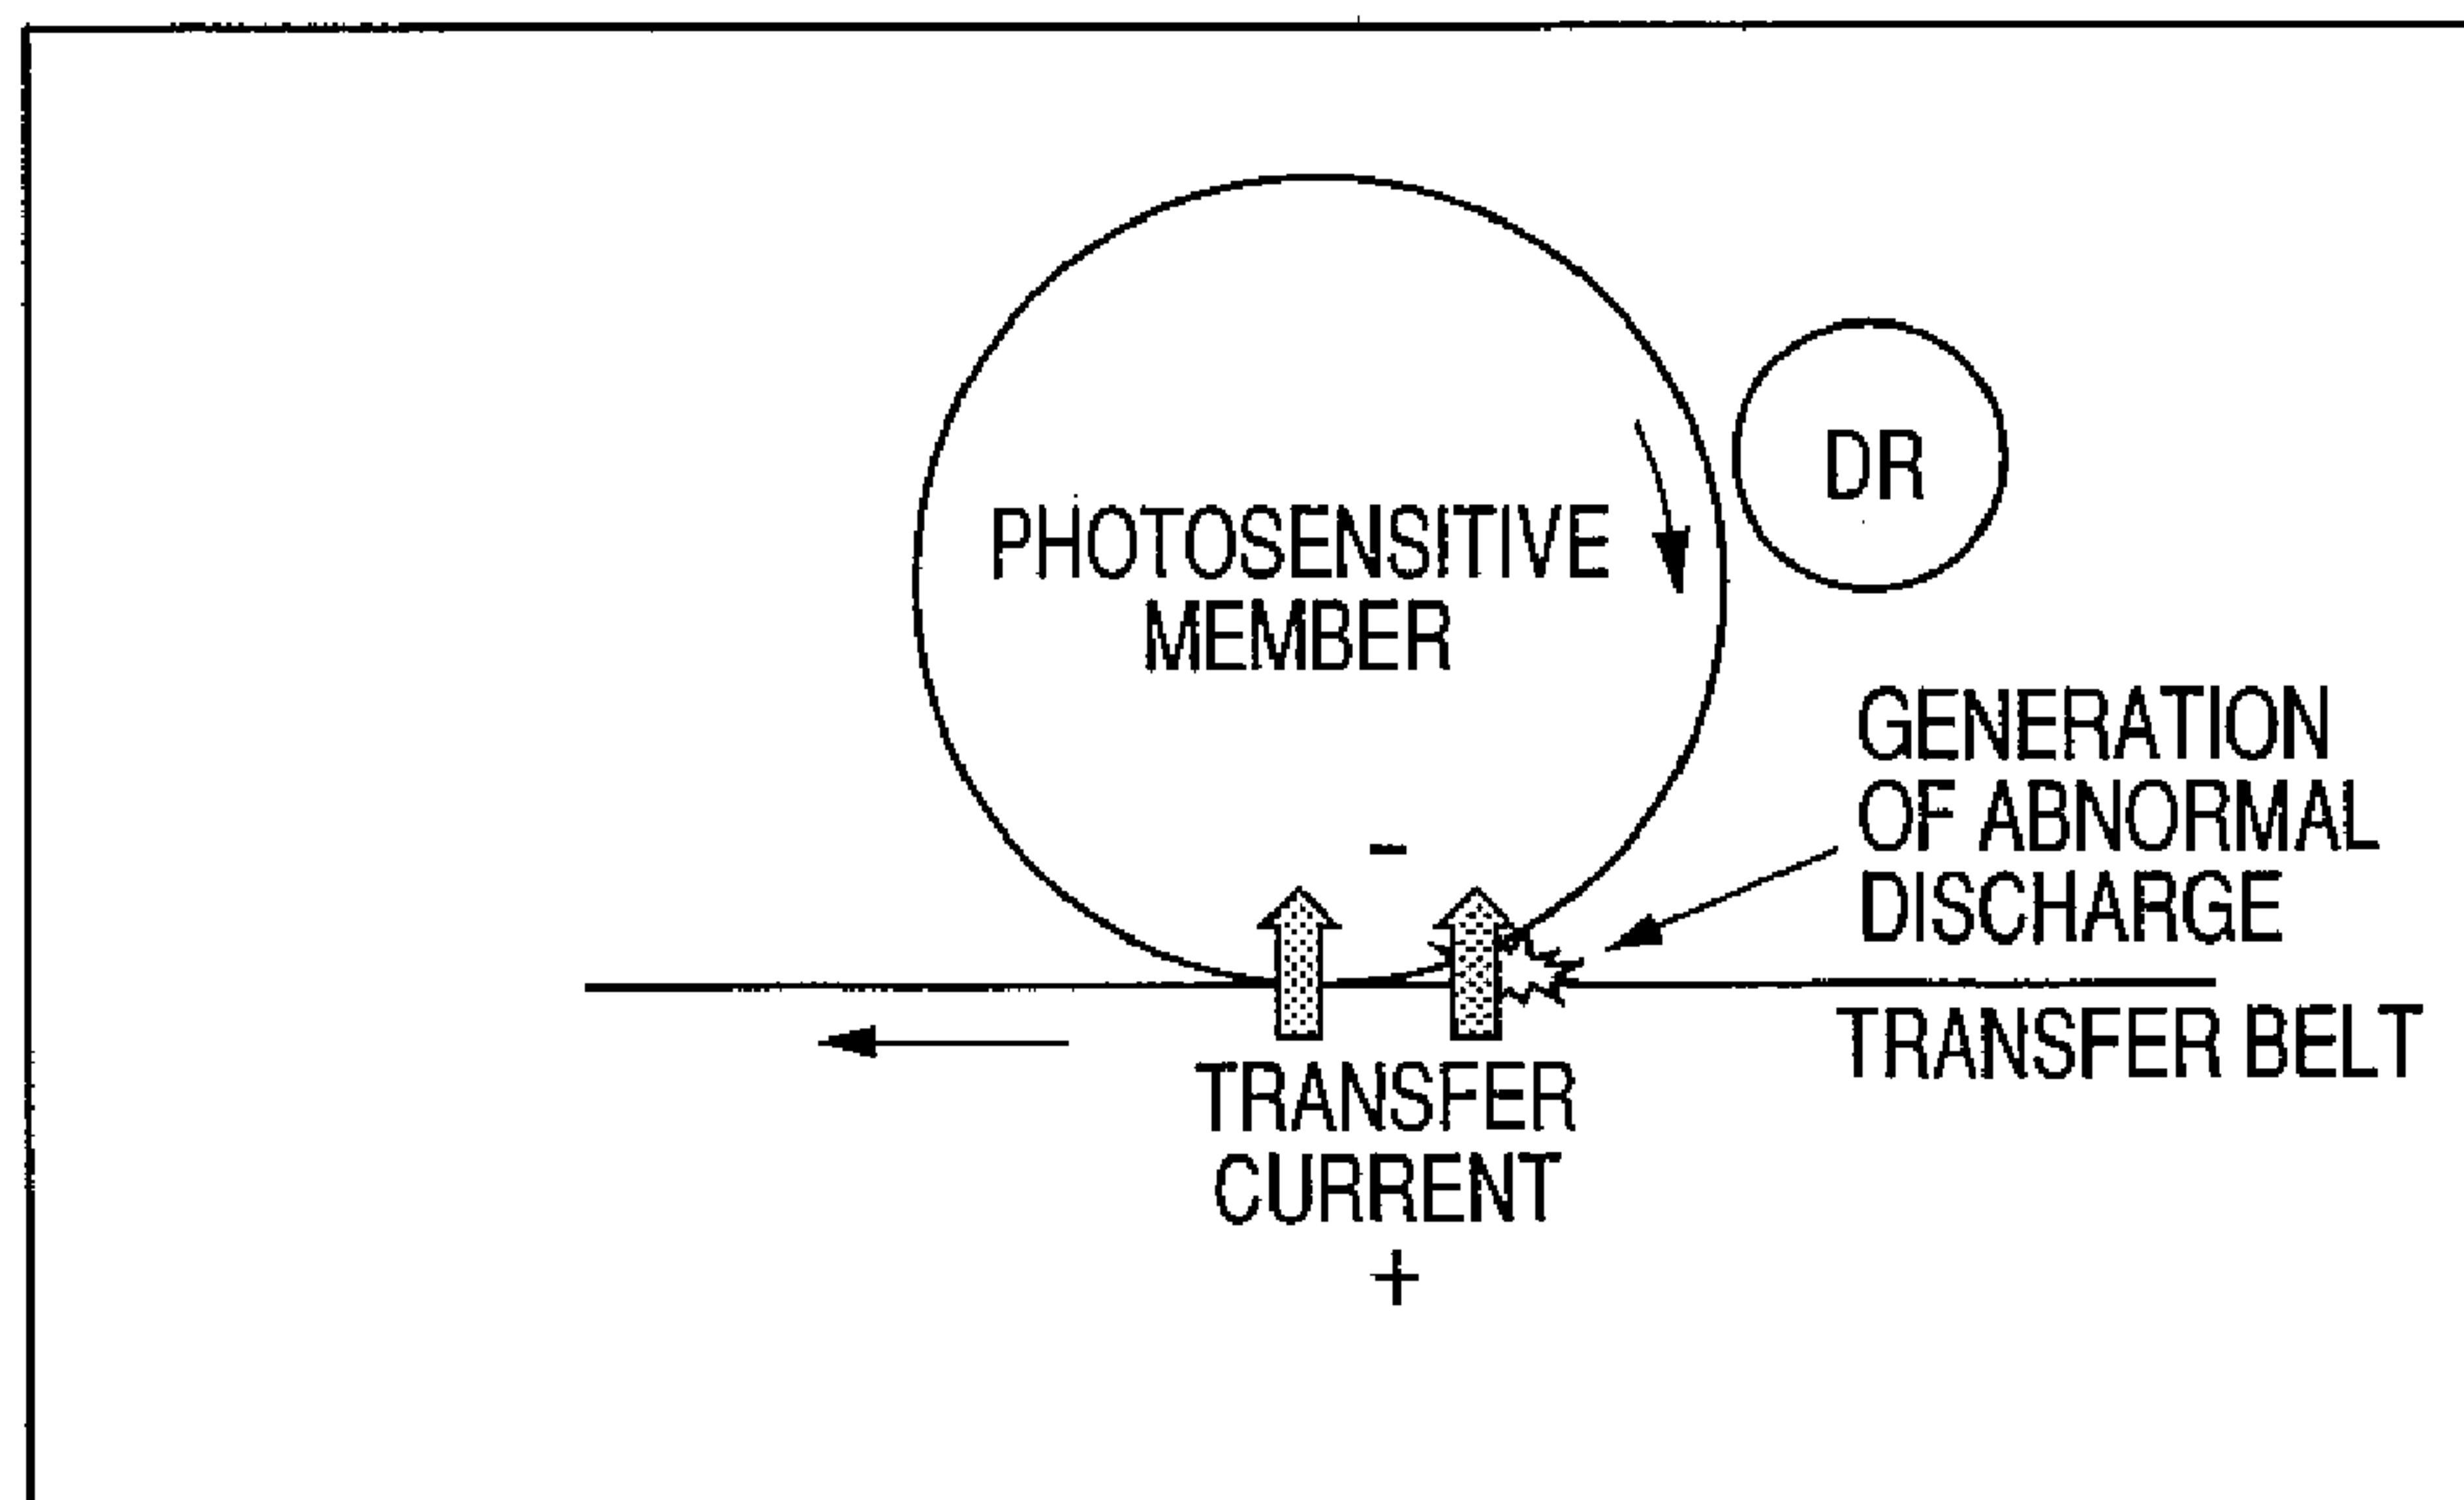 DR
PHOTOSENSITIVE
MEMBER
GENERATION
OF ABNORMAL
DISCHARGE
-
TRANSFER BELT
TRANSFER
CURRENT
+